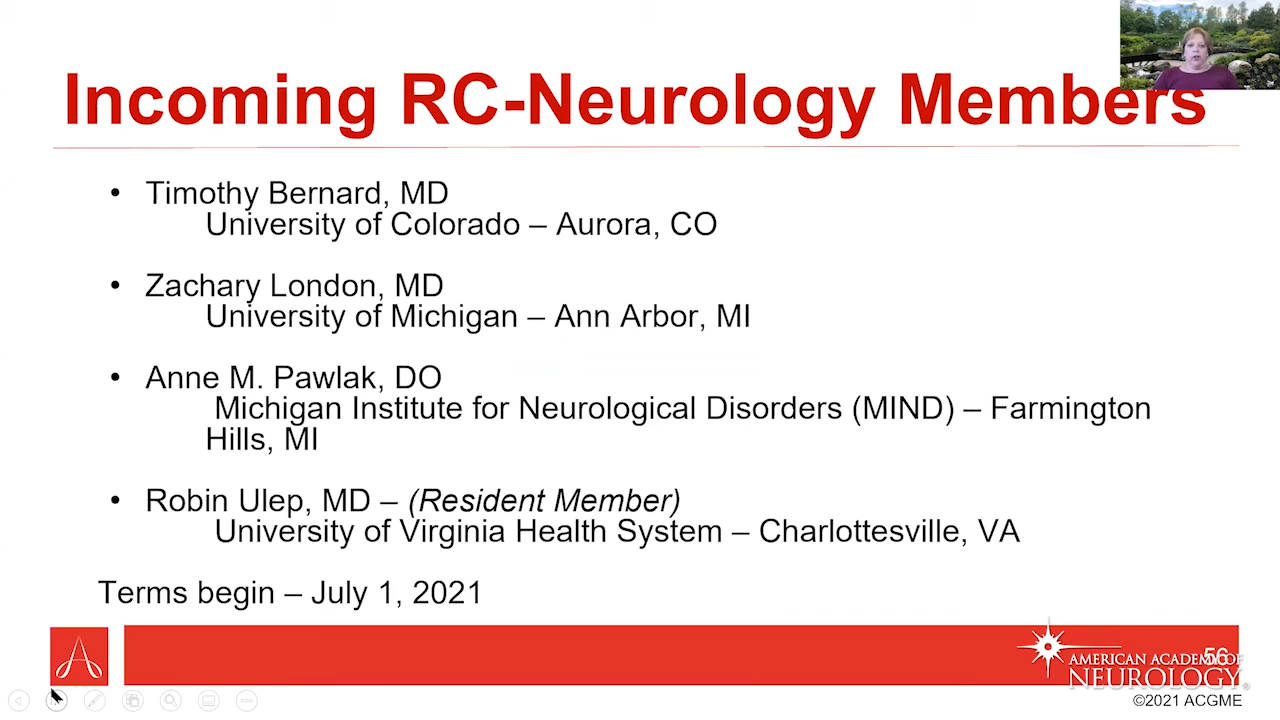 Incoming RC-Neurology Members
• Timothy Bernard, MD
University of Colorado – Aurora, CO
• Zachary London, MD
University of Michigan – Ann Arbor, MI
• Anne M. Pawlak, DO
Michigan Institute for Neurological Disorders (MIND) – Farmington
Hills, MI
• Robin Ulep, MD – (Resident Member)
University of Virginia Health System – Charlottesville, VA
Terms begin – July 1, 2021
56
AMERICAN ACADEMY OF
NEUROLOGY®
©2021 ACGME